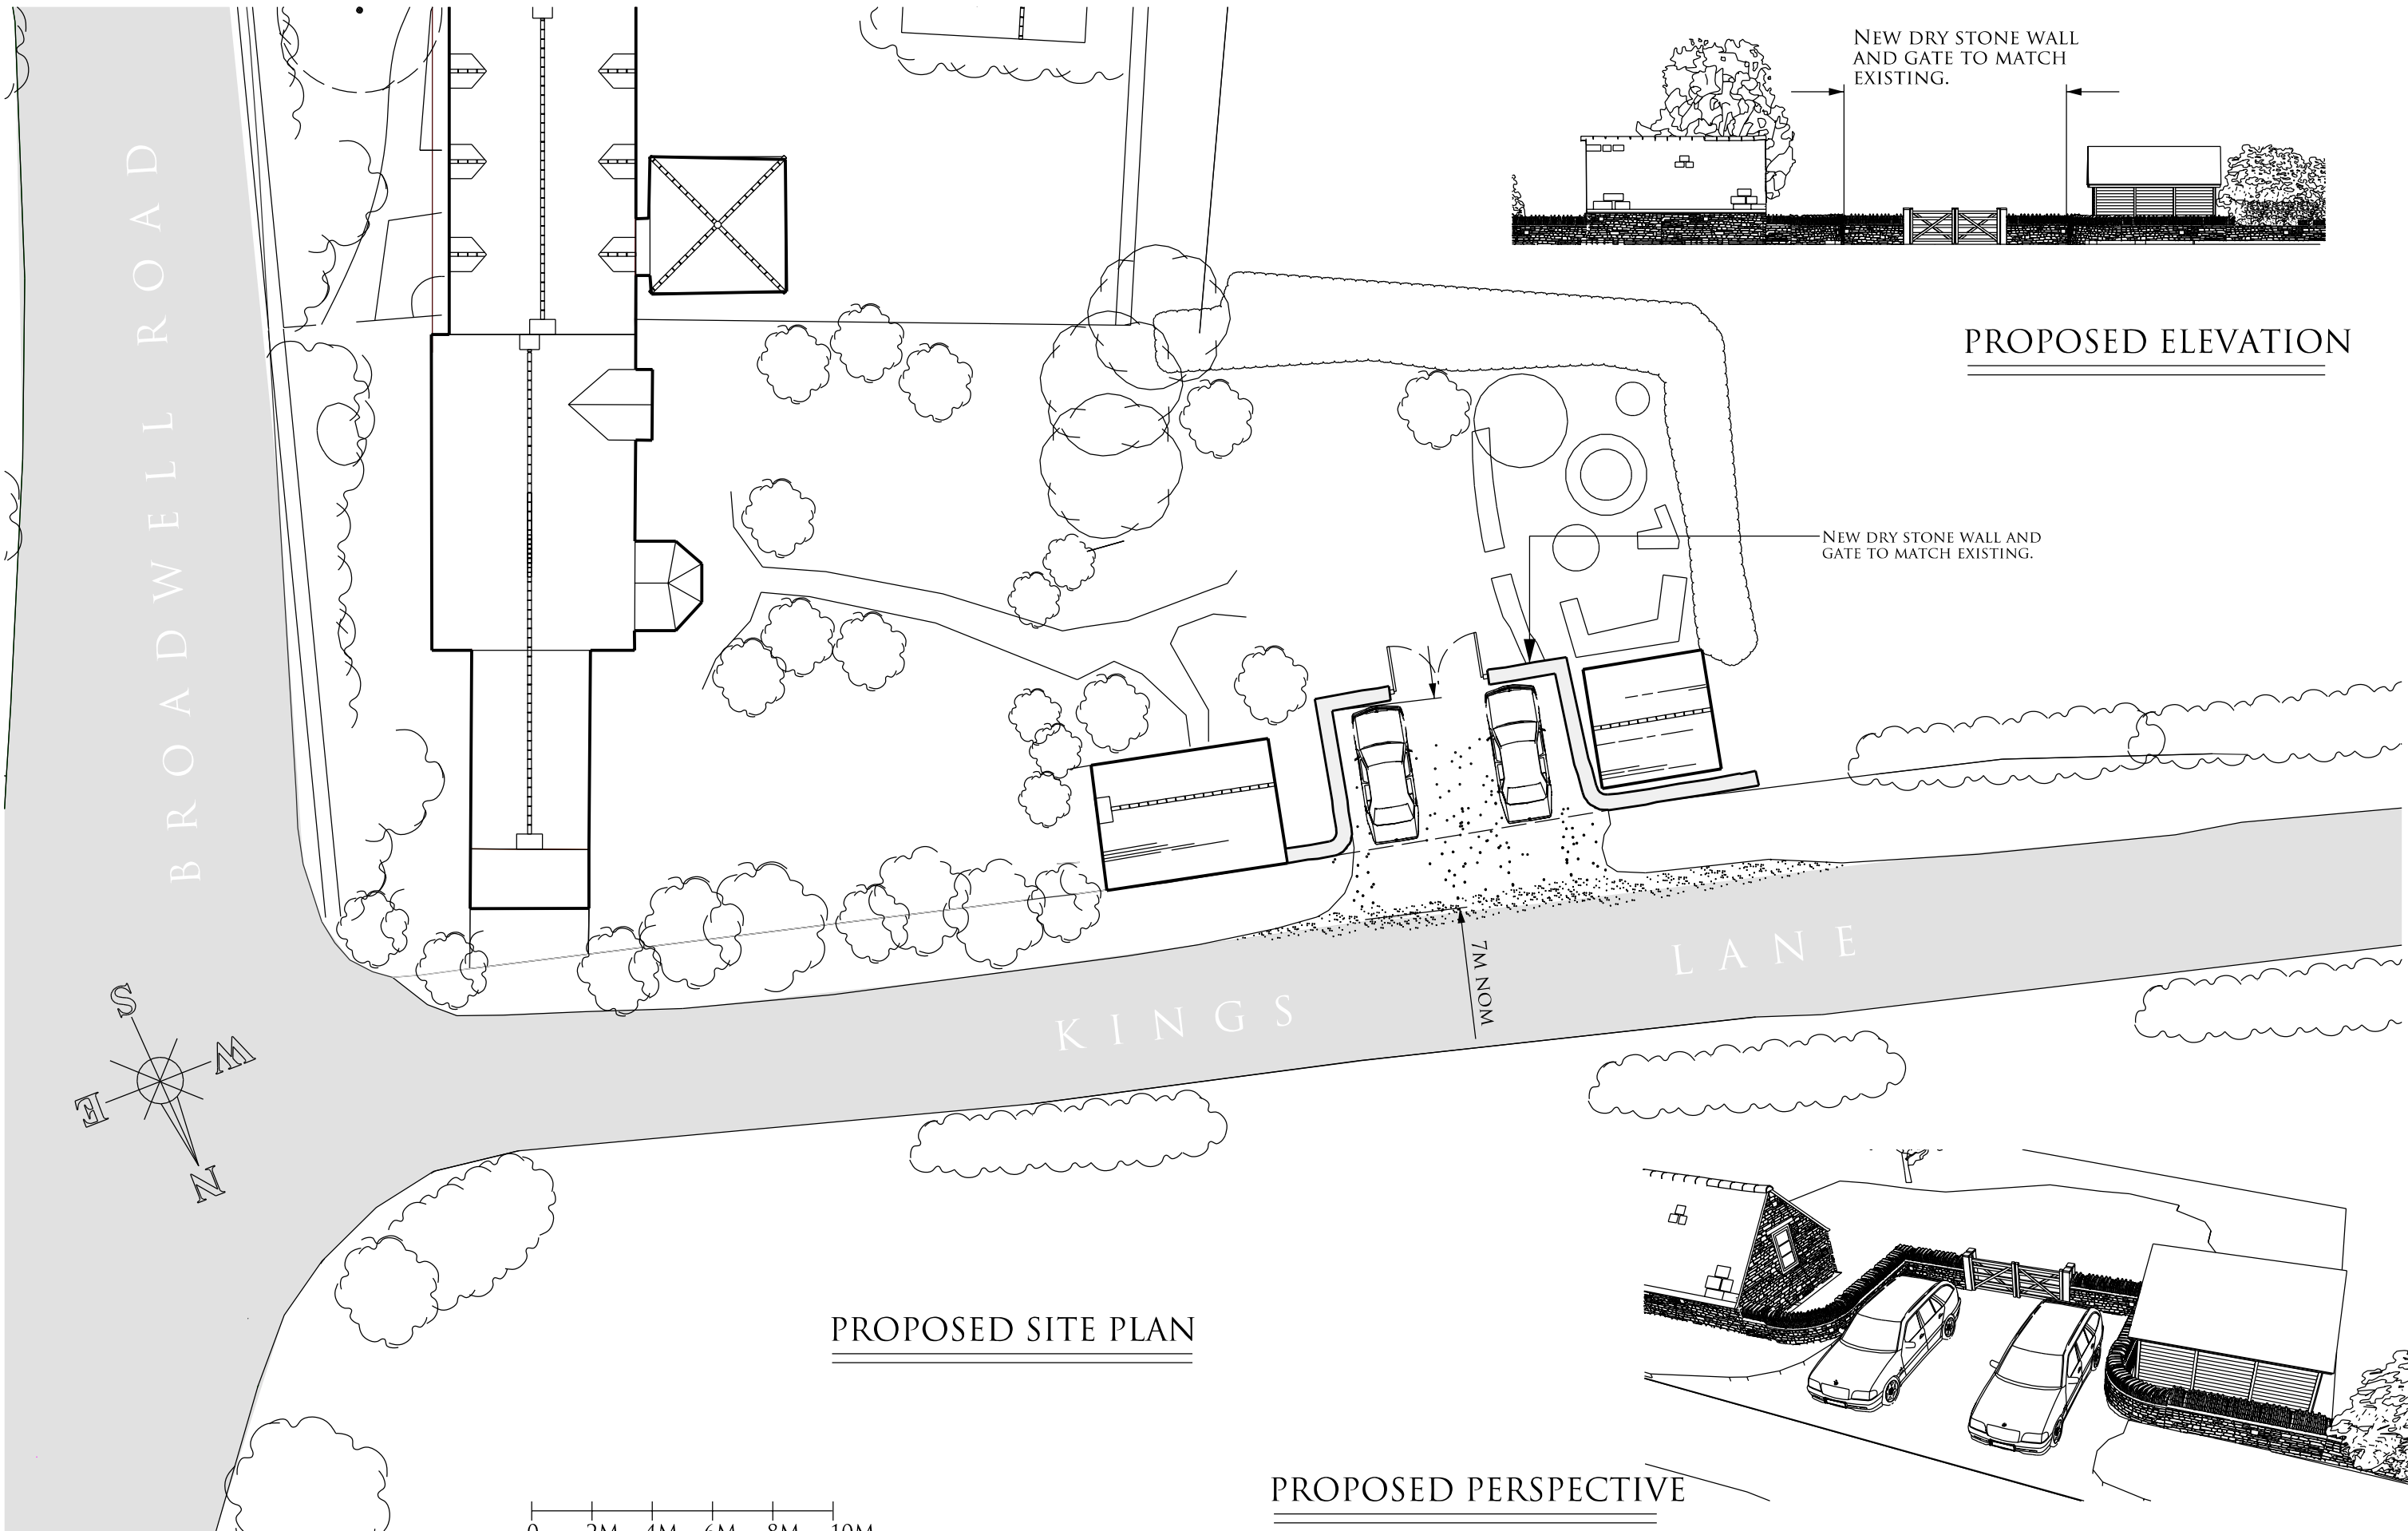 NEW DRY STONE WALL
AND GATE TO MATCH
EXISTING.
PROPOSED ELEVATION
BROADWELL ROAD
NEW DRY STONE WALL AND
GATE TO MATCH EXISTING.
7M NOM
KINGS LANE
S
W
E
N
PROPOSED SITE PLAN
PROPOSED PERSPECTIVE
0 2M 4M 6M 8M 10M